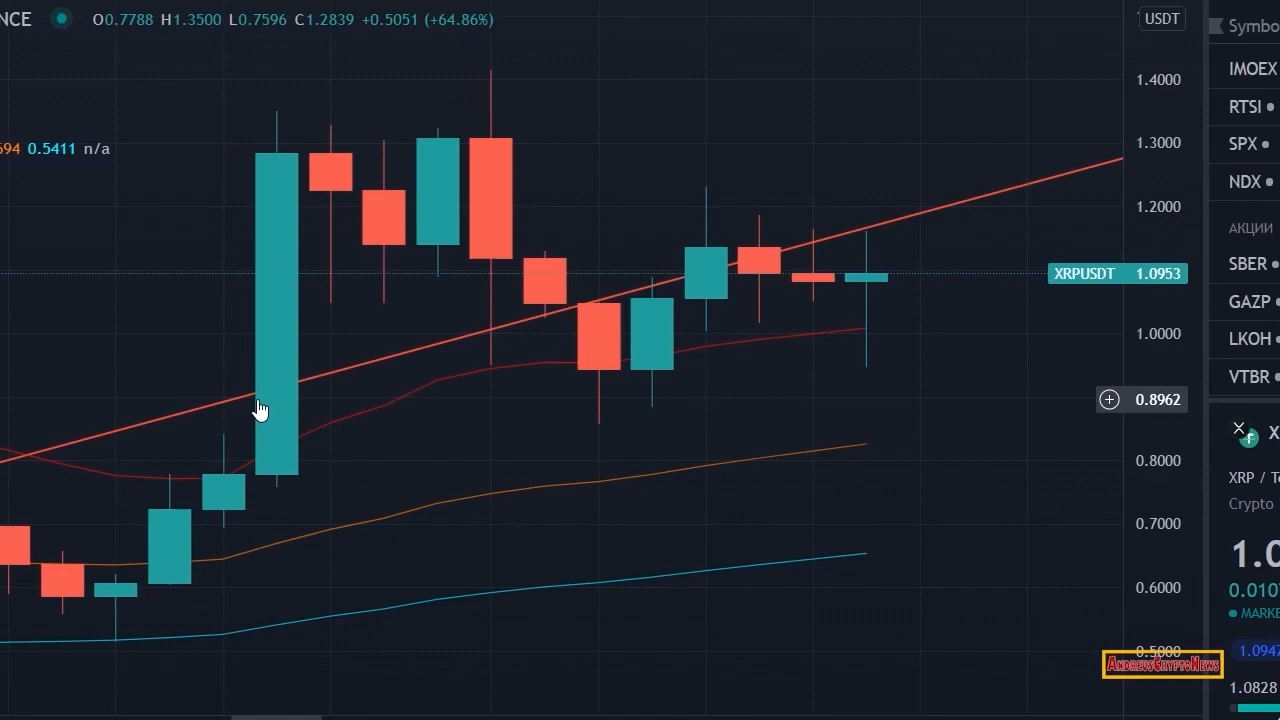 NCE O0.7788 H1.3500 L0.7596 C1.2839 +0.5051 (+64.86%)
694 0.5411 n/a
USDT
1.4000
1.3000
1.2000
XRPUSDT 1.0953
1.0000
0.8962
0.8000
0.7000
0.6000
0.5000
ANDREVSCRYPTONEWS
Symbo
IMOEX
RTSI
SPX
NDX
АКЦИИ
SBER
GAZP
LKOH
VTBR
X
XRP / Te
Crypto
1.0
0.010
MARKE
1.0947
1.0828